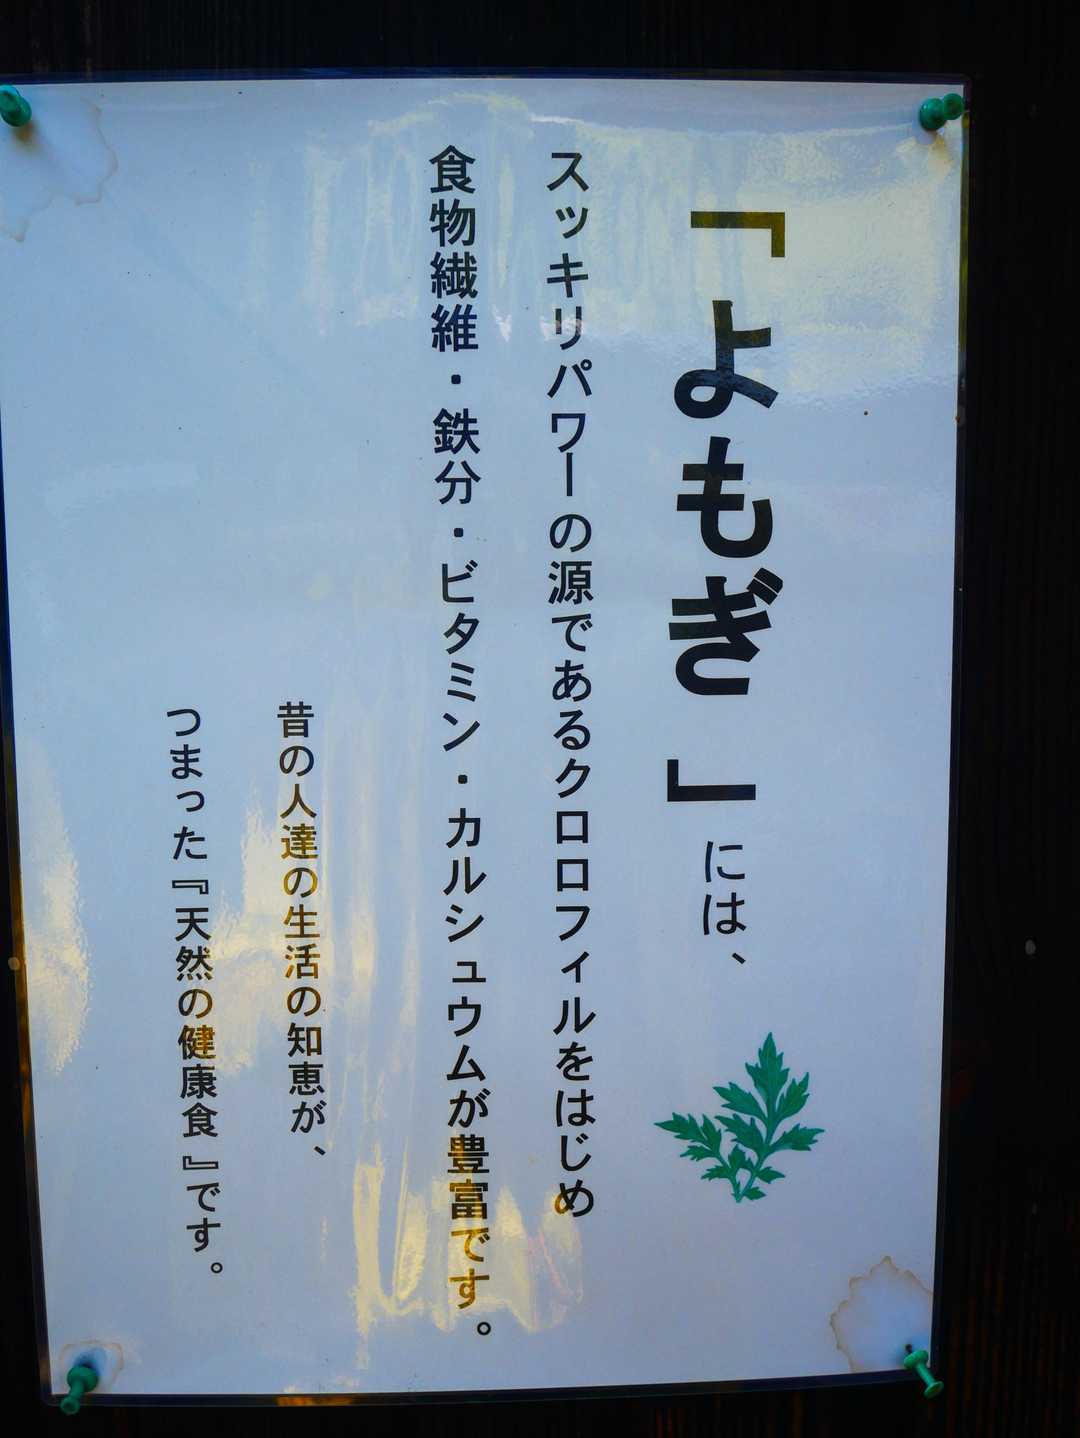 「よもぎ」には、
スッキリパワーの源であるクロロフィルをはじめ
食物繊維・鉄分・ビタミン・カルシュウムが豊富です。
昔の人達の生活の知恵が、
つまった『天然の健康食』です。